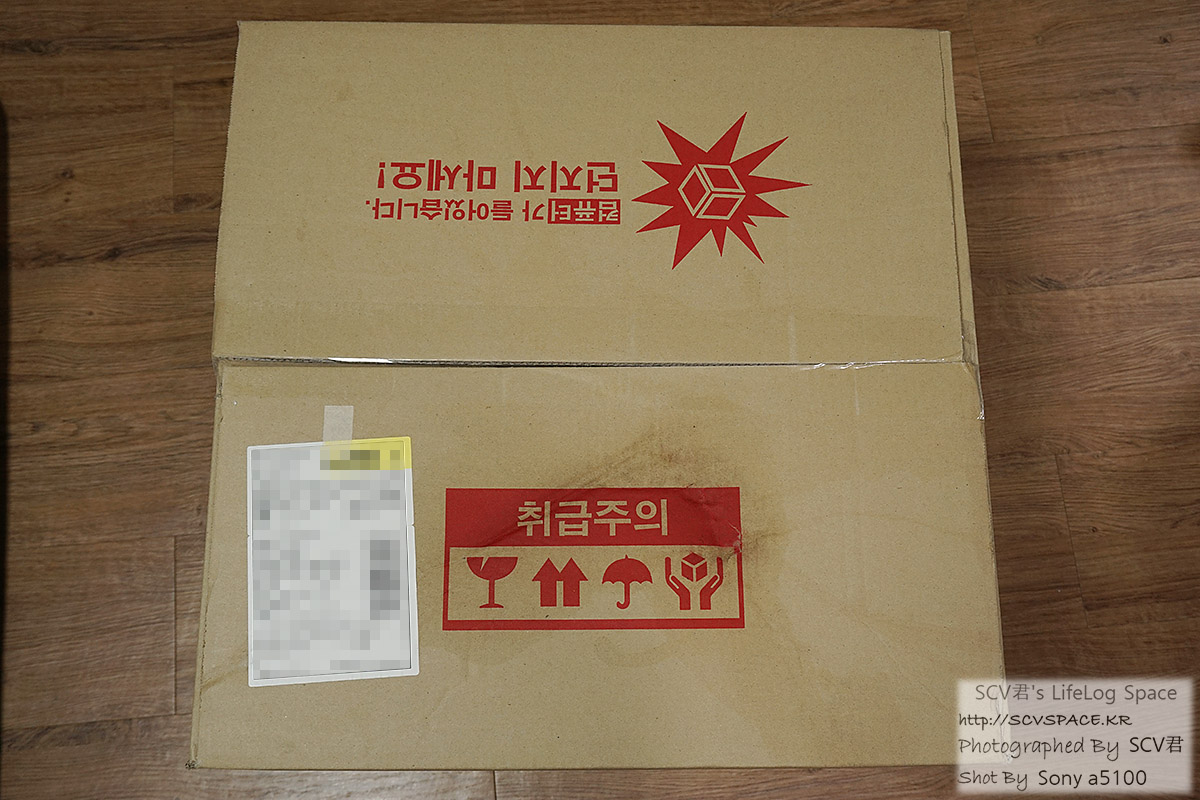 컴퓨터가 들어있습니다.
던지지 마세요!
취급주의
SCV君's LifeLog Space
http://SCVSPACE.KR
Photographed By SCV君
Shot By Sony a5100